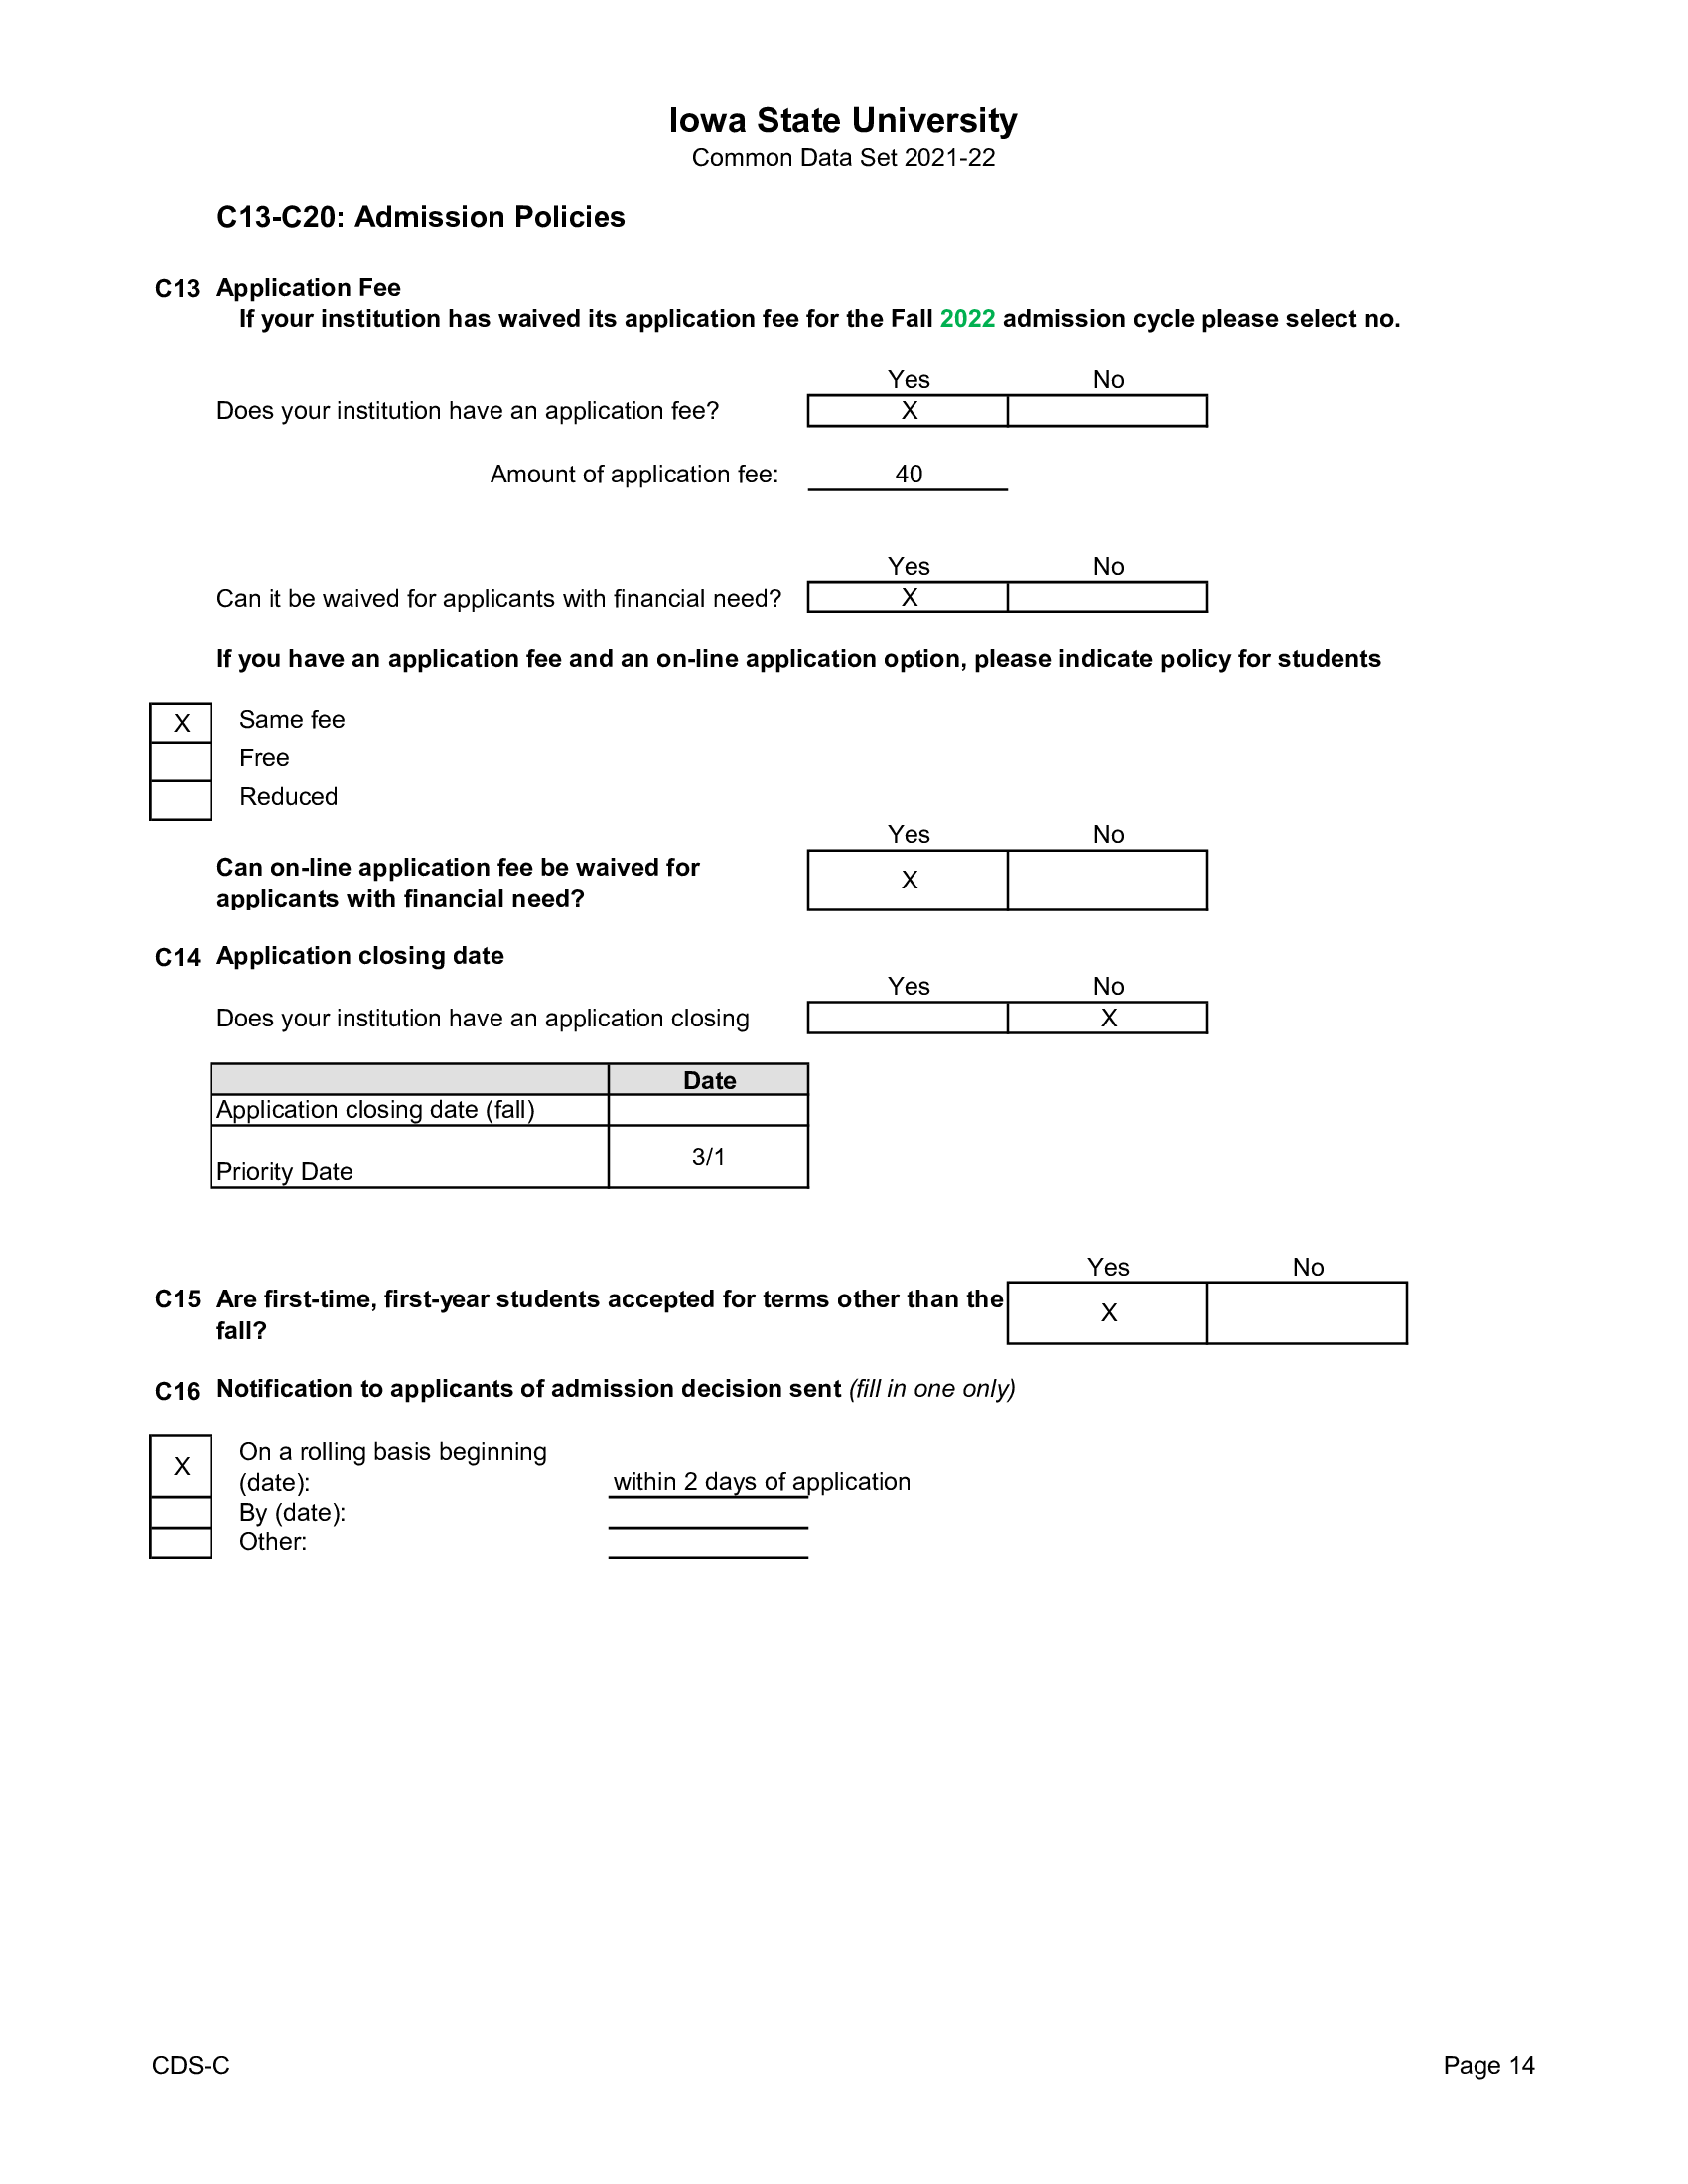 Iowa State University
Common Data Set 2021-22
C13-C20: Admission Policies
C13 Application Fee
If your institution has waived its application fee for the Fall 2022 admission cycle please select no.
Yes No
Does your institution have an application fee? X
Amount of application fee: 40
Yes No
Can it be waived for applicants with financial need? X
If you have an application fee and an on-line application option, please indicate policy for students
X Same fee
Free
Reduced
Yes No
Can on-line application fee be waived for
applicants with financial need? X
C14 Application closing date
Yes No
Does your institution have an application closing X
Date
Application closing date (fall)
Priority Date 3/1
Yes No
C15 Are first-time, first-year students accepted for terms other than the
fall? X
C16 Notification to applicants of admission decision sent (fill in one only)
X On a rolling basis beginning
(date): within 2 days of application
By (date):
Other:
CDS-C Page 14